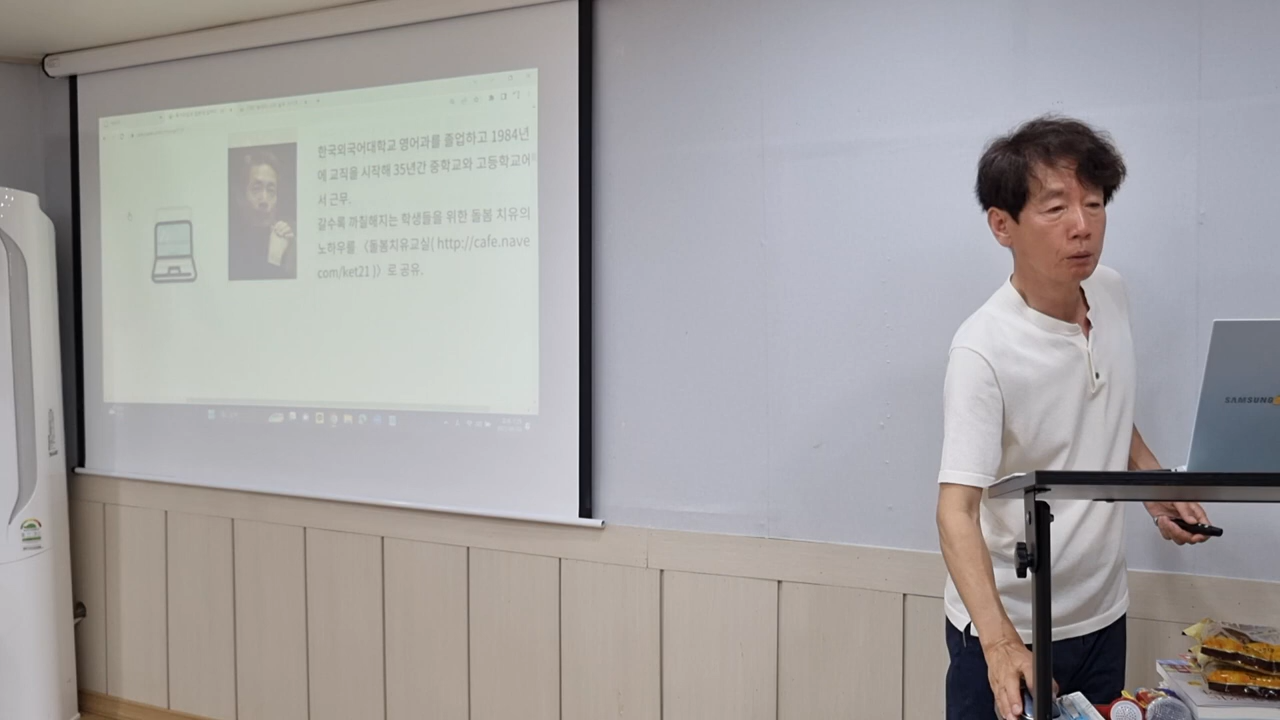 한국외국어대학교 영어과를 졸업하고 1984년
에 교직을 시작해 35년간 중학교와 고등학교에
서 근무.
갈수록 까칠해지는 학생들을 위한 돌봄 치유의
노하우를 〈돌봄치유교실( http://cafe.nave
com/ket21 )〉로 공유.
SAMSUNG